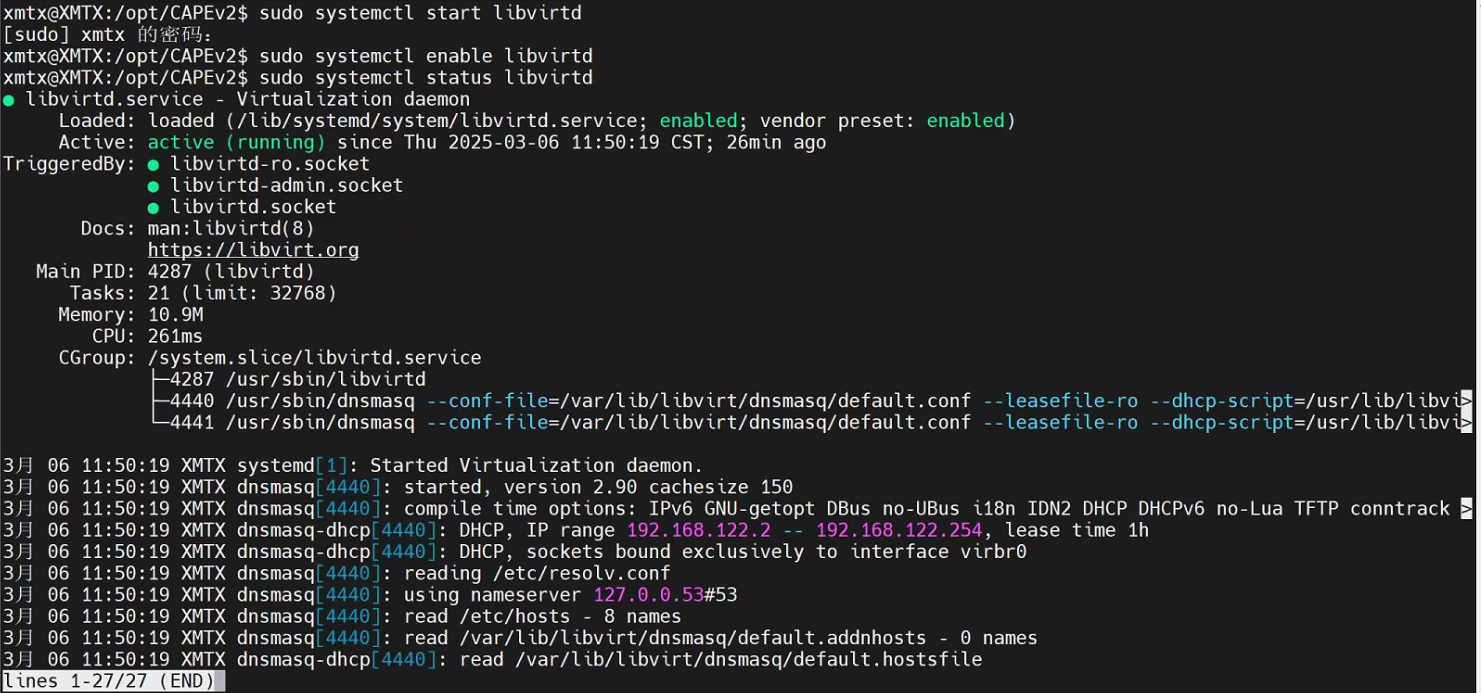 xmtx@XMTX:/opt/CAPEv2$ sudo systemctl start libvirtd
[sudo] xmtx 的密码：
xmtx@XMTX:/opt/CAPEv2$ sudo systemctl enable libvirtd
xmtx@XMTX:/opt/CAPEv2$ sudo systemctl status libvirtd
● libvirtd.service - Virtualization daemon
Loaded: loaded (/lib/systemd/system/libvirtd.service; enabled; vendor preset: enabled)
Active: active (running) since Thu 2025-03-06 11:50:19 CST; 26min ago
TriggeredBy: ● libvirtd-ro.socket
● libvirtd-admin.socket
● libvirtd.socket
Docs: man:libvirtd(8)
https://libvirt.org
Main PID: 4287 (libvirtd)
Tasks: 21 (limit: 32768)
Memory: 10.9M
CPU: 261ms
CGroup: /system.slice/libvirtd.service
├─4287 /usr/sbin/libvirtd
├─4440 /usr/sbin/dnsmasq --conf-file=/var/lib/libvirt/dnsmasq/default.conf --leasefile-ro --dhcp-script=/usr/lib/libvi>
└─4441 /usr/sbin/dnsmasq --conf-file=/var/lib/libvirt/dnsmasq/default.conf --leasefile-ro --dhcp-script=/usr/lib/libvi>
3月 06 11:50:19 XMTX systemd[1]: Started Virtualization daemon.
3月 06 11:50:19 XMTX dnsmasq[4440]: started, version 2.90 cachesize 150
3月 06 11:50:19 XMTX dnsmasq[4440]: compile time options: IPv6 GNU-getopt DBus no-UBus i18n IDN2 DHCP DHCPv6 no-Lua TFTP conntrack >
3月 06 11:50:19 XMTX dnsmasq-dhcp[4440]: DHCP, IP range 192.168.122.2 -- 192.168.122.254, lease time 1h
3月 06 11:50:19 XMTX dnsmasq-dhcp[4440]: DHCP, sockets bound exclusively to interface virbr0
3月 06 11:50:19 XMTX dnsmasq[4440]: reading /etc/resolv.conf
3月 06 11:50:19 XMTX dnsmasq[4440]: using nameserver 127.0.0.53#53
3月 06 11:50:19 XMTX dnsmasq[4440]: read /etc/hosts - 8 names
3月 06 11:50:19 XMTX dnsmasq[4440]: read /var/lib/libvirt/dnsmasq/default.addnhosts - 0 names
3月 06 11:50:19 XMTX dnsmasq-dhcp[4440]: read /var/lib/libvirt/dnsmasq/default.hostsfile
lines 1-27/27 (END)